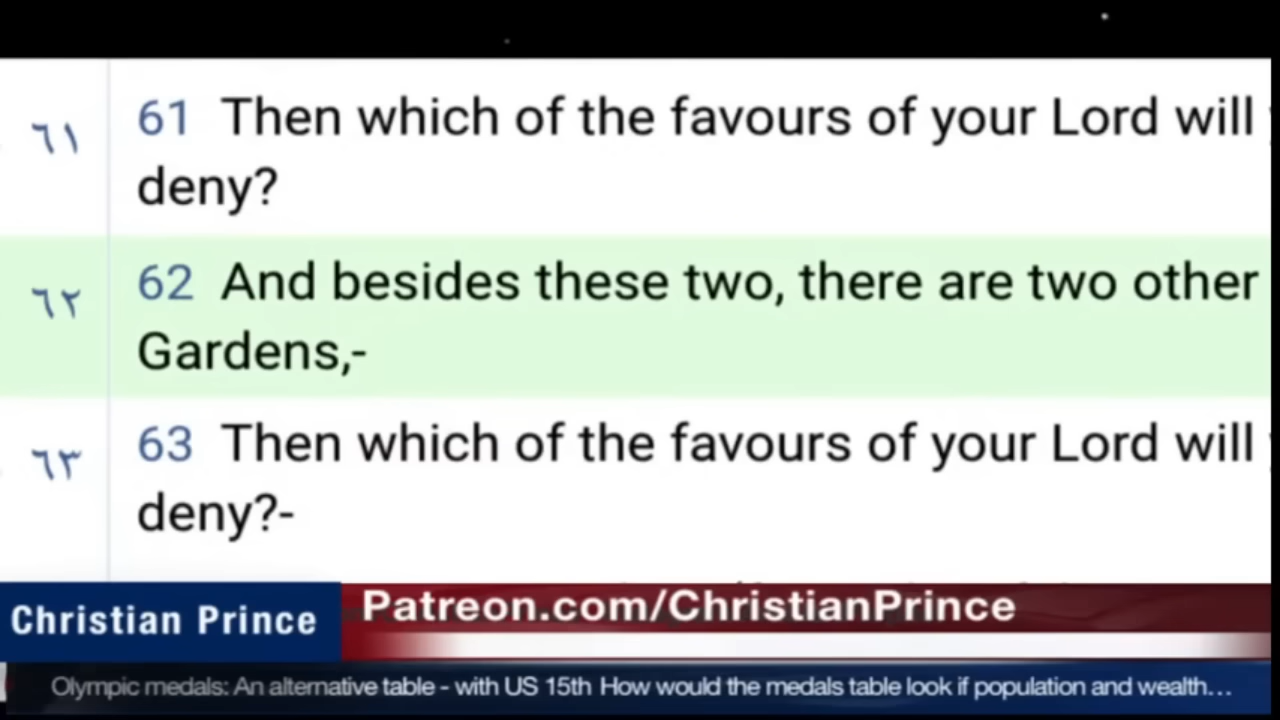 ٦١ 61 Then which of the favours of your Lord will
deny?
٦٢ 62 And besides these two, there are two other
Gardens,-
٦٣ 63 Then which of the favours of your Lord will
deny?-
Christian Prince
Patreon.com/ChristianPrince
Olympic medals: An alternative table - with US 15th How would the medals table look if population and wealth…